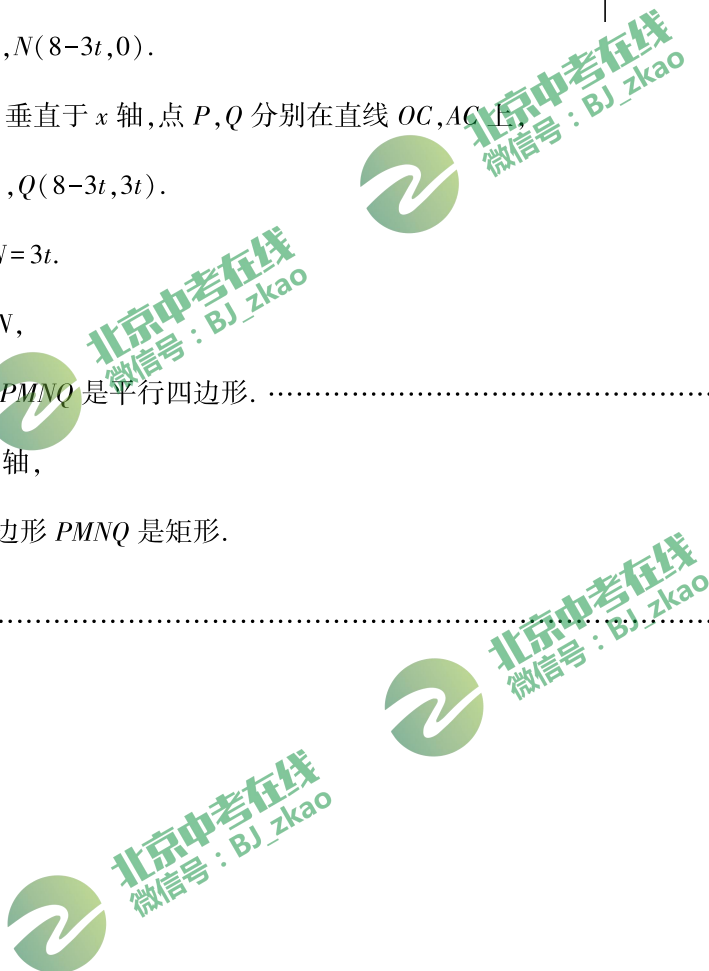 ,N(8-3t,0).
垂直于 x 轴,点 P,Q 分别在直线 OC,AC 上,
,Q(8-3t,3t).
=3t.
N,
PMNQ 是平行四边形. ……………………………………
轴,
边形 PMNQ 是矩形.
……………………………………………………
北京中考在线
微信号：BJ_zkao
北京中考在线
微信号：BJ_zkao
北京中考在线
微信号：BJ_zkao
北京中考在线
微信号：BJ_zkao